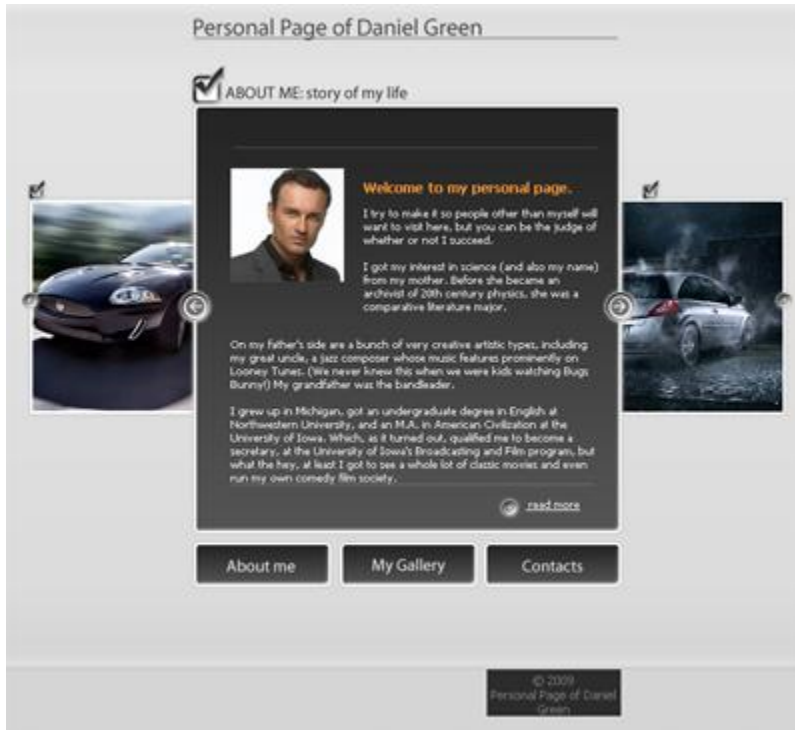 Personal Page of Daniel Green
ABOUT ME: story of my life
Welcome to my personal page.
I try to make it so people other than myself will
want to visit here, but you can be the judge of
whether or not I succeed.
I got my interest in science (and also my name)
from my mother. Before she became an
archivist of 20th century physics, she was a
comparative literature major.
On my father's side are a bunch of very creative artistic types, including
my great uncle, a jazz composer whose music features prominently on
Looney Tunes. (We never knew this when we were kids watching Bugs
Bunny!) My grandfather was the bandleader.
I grew up in Michigan, got an undergraduate degree in English at
Northwestern University, and an M.A. in American Civilization at the
University of Iowa. Which, as it turned out, qualified me to become a
secretary, at the University of Iowa's Broadcasting and Film program, but
what the hey, at least I got to see a whole lot of classic movies and even
run my own comedy film society.
read more
About me
My Gallery
Contacts
© 2009
Personal Page of Daniel
Green